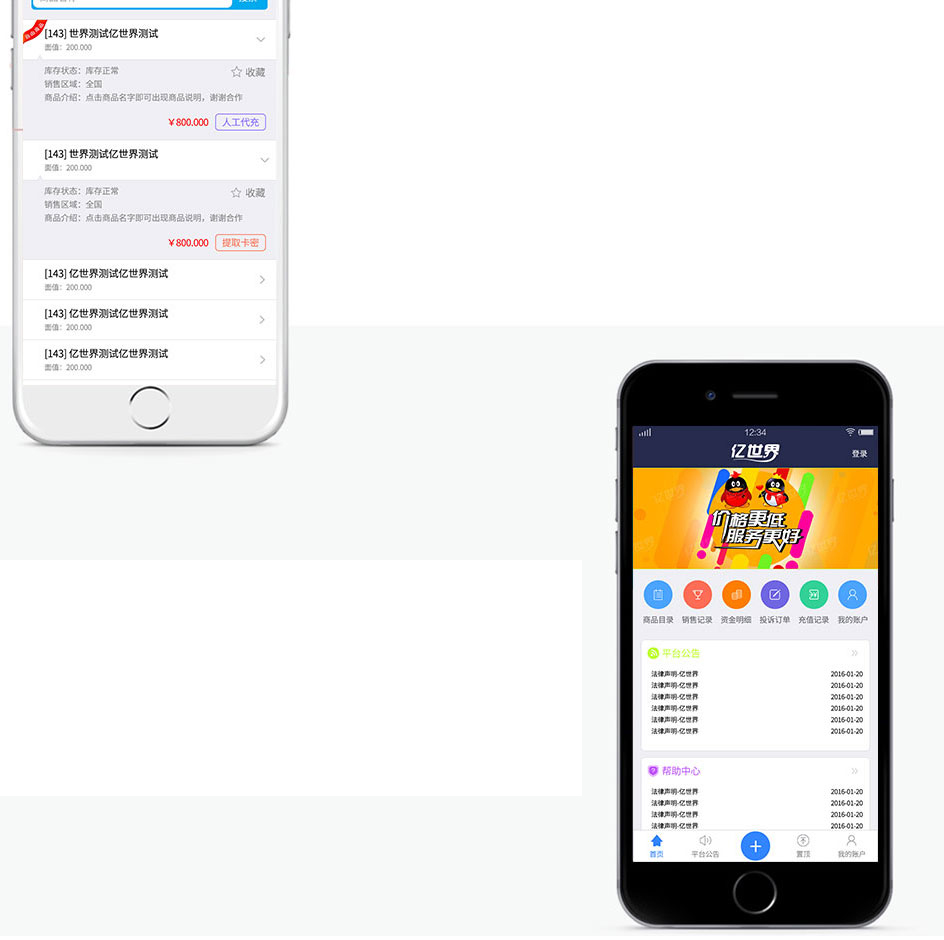 [143] 世界测试亿世界测试
面值：200.000
库存状态：库存正常
收藏
销售区域：全国
商品介绍：点击商品名字即可出现商品说明，谢谢合作
¥800.000
人工代充
[143] 世界测试亿世界测试
面值：200.000
库存状态：库存正常
收藏
销售区域：全国
商品介绍：点击商品名字即可出现商品说明，谢谢合作
¥800.000
提取卡密
[143] 亿世界测试亿世界测试
面值：200.000
[143] 亿世界测试亿世界测试
面值：200.000
[143] 亿世界测试亿世界测试
面值：200.000
12:34
亿世界
登录
价格更低
服务更好
商品目录 销售记录 资金明细 投诉订单 充值记录 我的账户
平台公告
法律声明-亿世界 2016-01-20
法律声明-亿世界 2016-01-20
法律声明-亿世界 2016-01-20
法律声明-亿世界 2016-01-20
法律声明-亿世界 2016-01-20
法律声明-亿世界 2016-01-20
帮助中心
法律声明-亿世界 2016-01-20
法律声明-亿世界 2016-01-20
法律声明-亿世界 2016-01-20
法律声明-亿世界 2016-01-20
首页 平台公告 置顶 我的账户